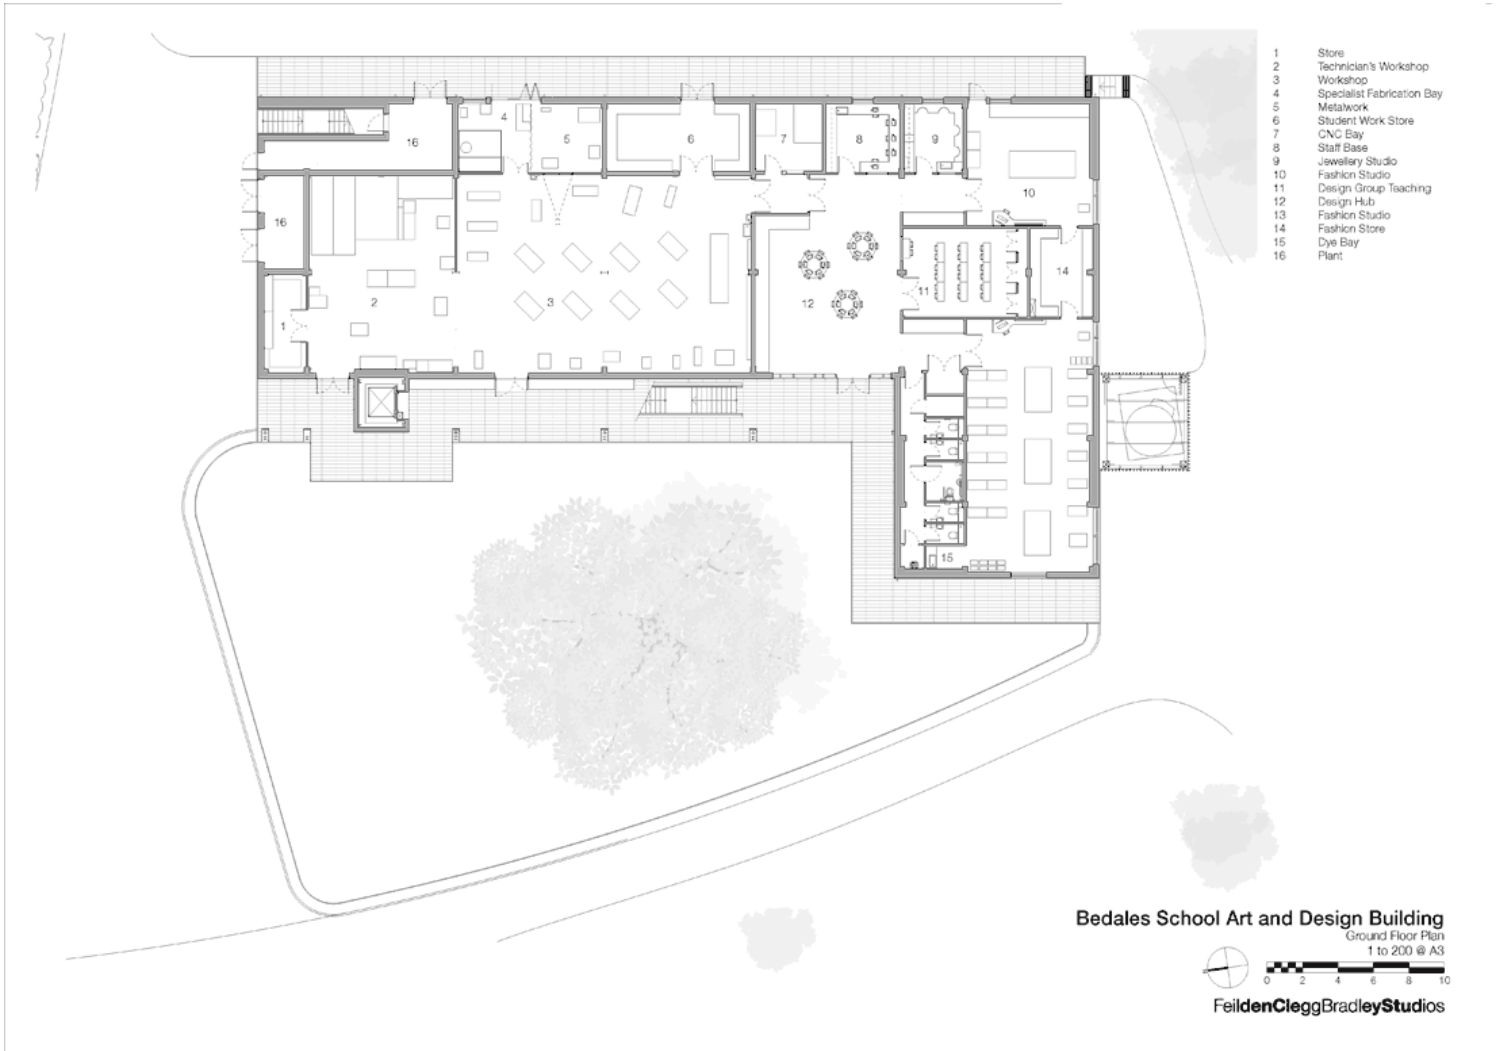 1 Store
2 Technician's Workshop
3 Workshop
4 Specialist Fabrication Bay
5 Metalwork
6 Student Work Store
7 CNC Bay
8 Staff Base
9 Jewellery Studio
10 Fashion Studio
11 Design Group Teaching
12 Design Hub
13 Fashion Studio
14 Fashion Store
15 Dye Bay
16 Plant
4
5
6
7
8
9
16
10
16
14
11
12
2
3
1
15
Bedales School Art and Design Building
Ground Floor Plan
1 to 200 @ A3
0 2 4 6 8 10
FeildenCleggBradleyStudios